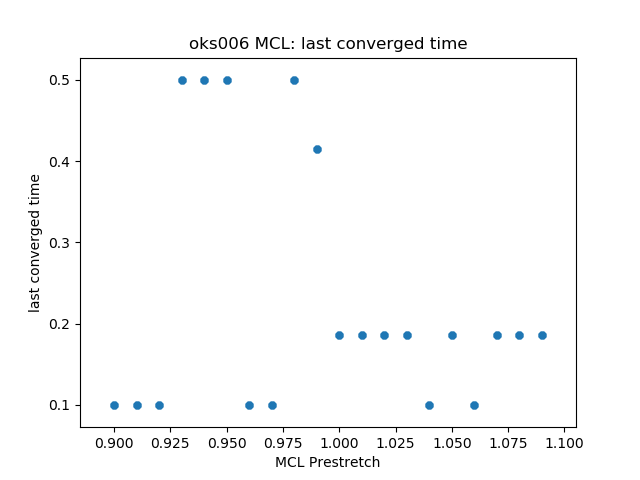 oks006 MCL: last converged time
0.5
0.4
0.3
0.2
0.1
last converged time
0.900 0.925 0.950 0.975 1.000 1.025 1.050 1.075 1.100
MCL Prestretch